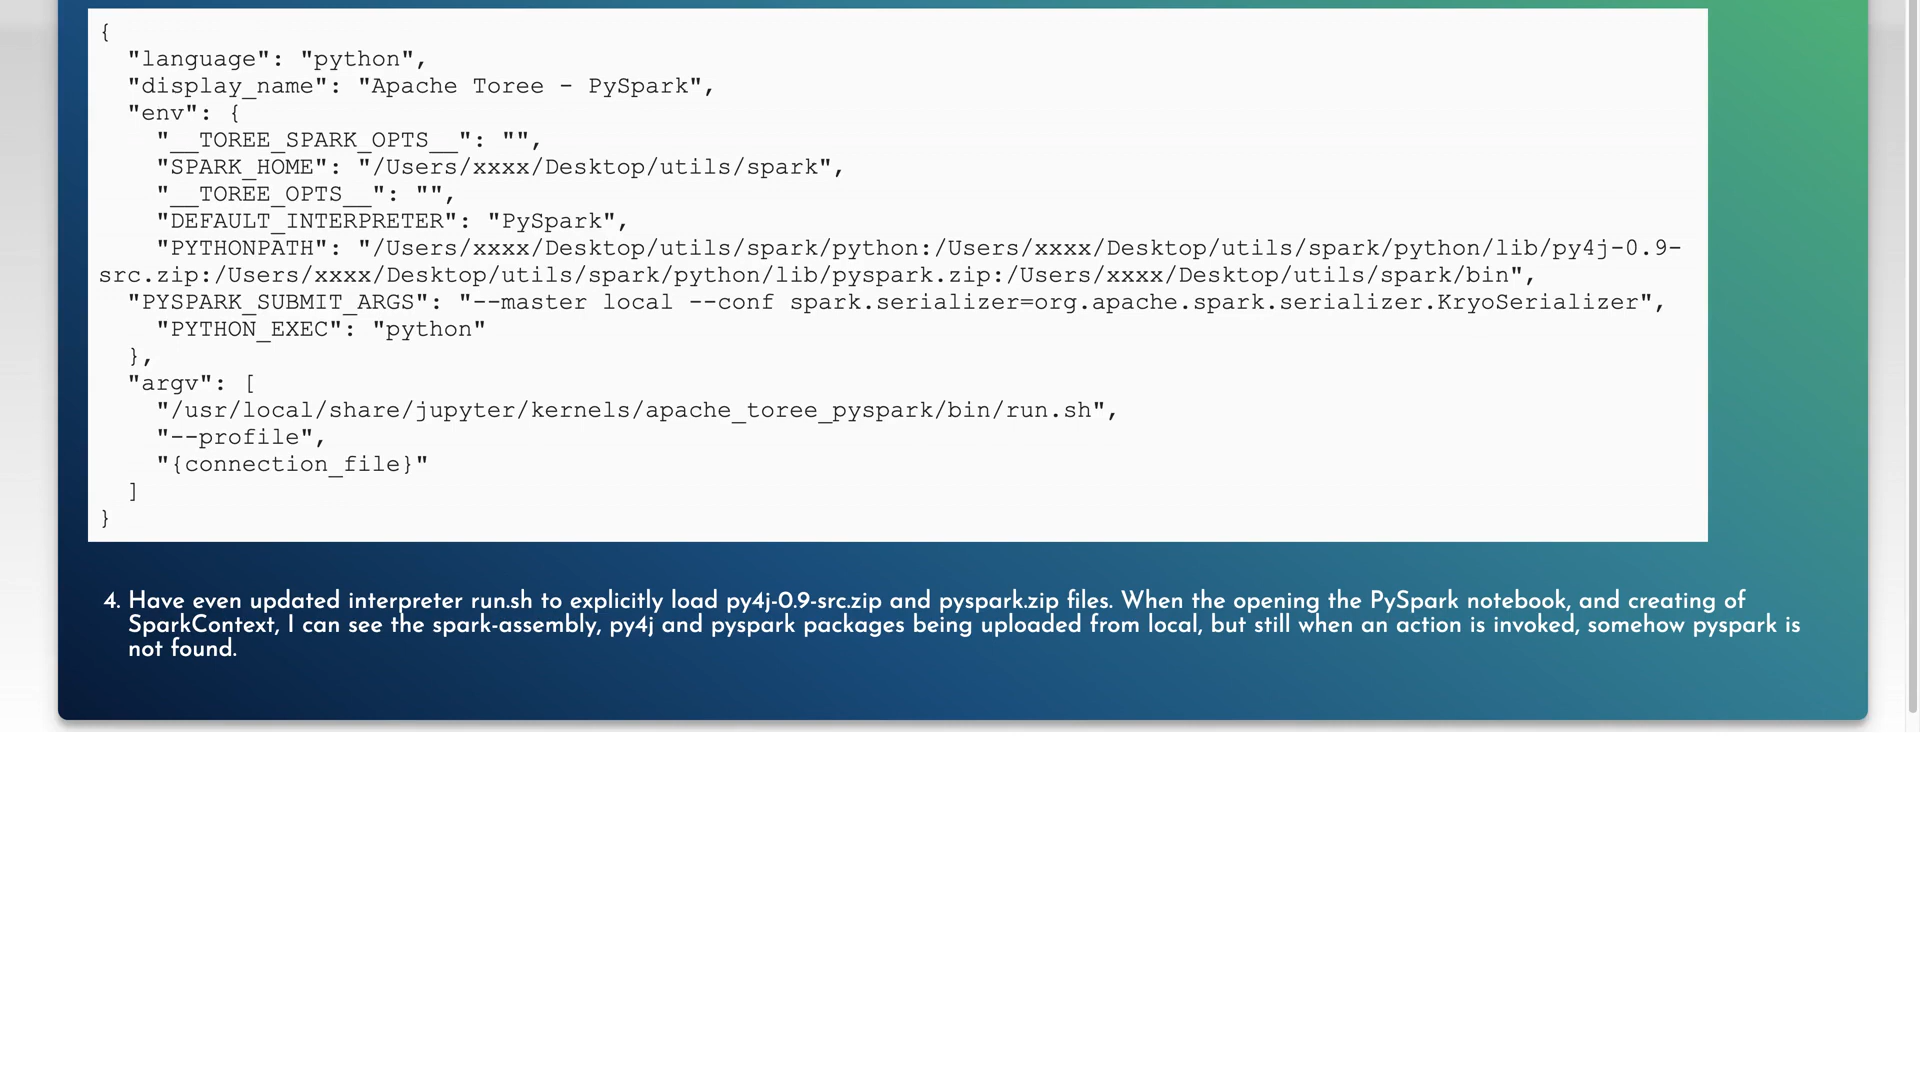 {
  "language": "python",
  "display_name": "Apache Toree - PySpark",
  "env": {
    "__TOREE_SPARK_OPTS__": "",
    "SPARK_HOME": "/Users/xxxx/Desktop/utils/spark",
    "__TOREE_OPTS__": "",
    "DEFAULT_INTERPRETER": "PySpark",
    "PYTHONPATH": "/Users/xxxx/Desktop/utils/spark/python:/Users/xxxx/Desktop/utils/spark/python/lib/py4j-0.9-
src.zip:/Users/xxxx/Desktop/utils/spark/python/lib/pyspark.zip:/Users/xxxx/Desktop/utils/spark/bin",
  "PYSPARK_SUBMIT_ARGS": "--master local --conf spark.serializer=org.apache.spark.serializer.KryoSerializer",
    "PYTHON_EXEC": "python"
  },
  "argv": [
    "/usr/local/share/jupyter/kernels/apache_toree_pyspark/bin/run.sh",
    "--profile",
    "{connection_file}"
  ]
}
4. Have even updated interpreter run.sh to explicitly load py4j-0.9-src.zip and pyspark.zip files. When the opening the PySpark notebook, and creating of
SparkContext, I can see the spark-assembly, py4j and pyspark packages being uploaded from local, but still when an action is invoked, somehow pyspark is
not found.